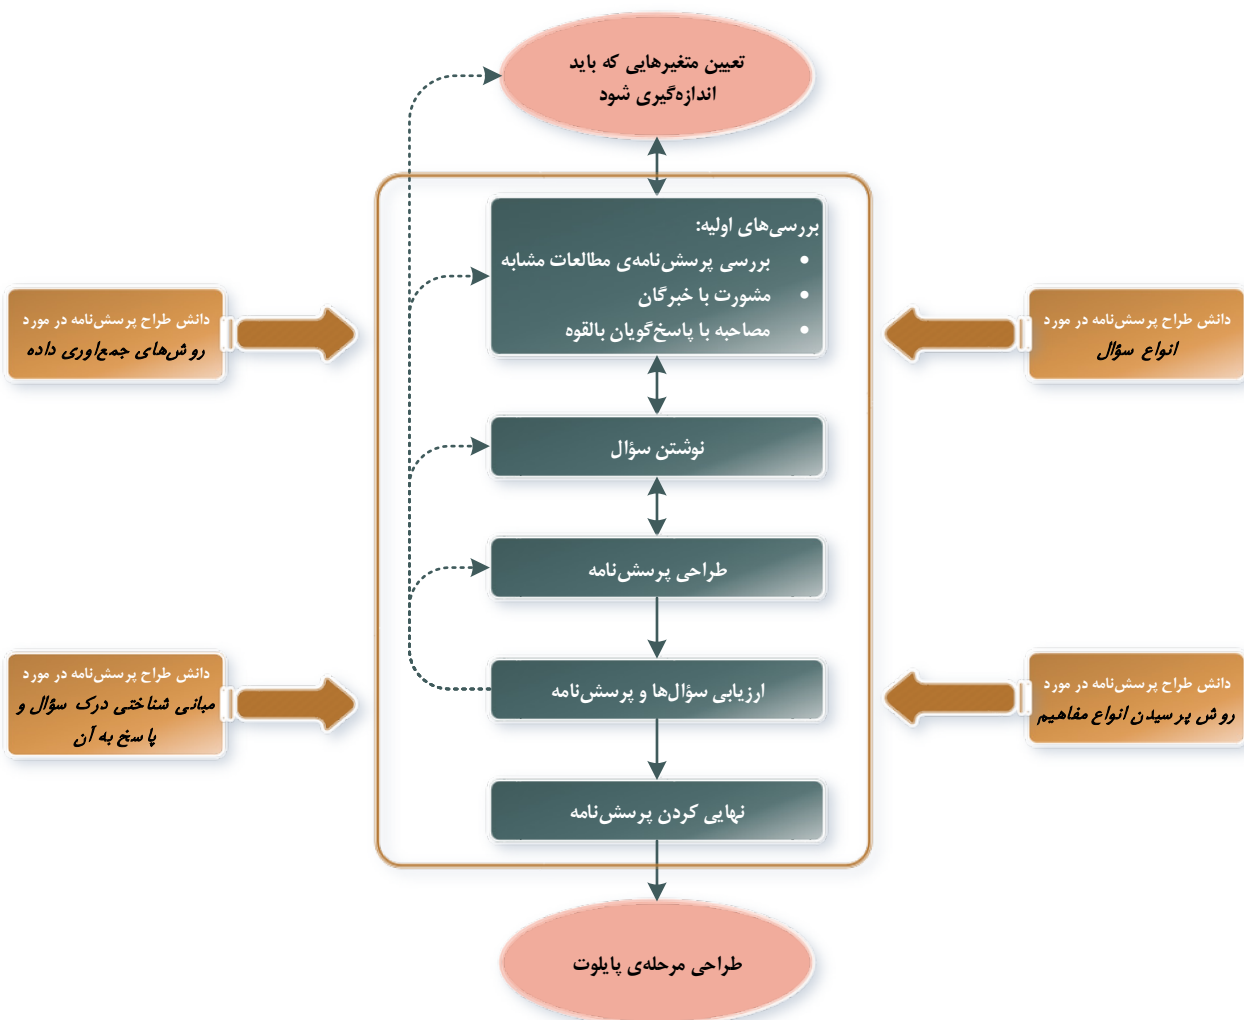 تعیین متغیرهایی که باید
اندازه‌گیری شود
بررسی‌های اولیه:
• بررسی پرسش‌نامه‌ی مطالعات مشابه
• مشورت با خبرگان
• مصاحبه با پاسخ‌گویان بالقوه
دانش طراح پرسش‌نامه در مورد
انواع سؤال
دانش طراح پرسش‌نامه در مورد
روش‌های جمع‌اوری داده
نوشتن سؤال
طراحی پرسش‌نامه
ارزیابی سؤال‌ها و پرسش‌نامه
دانش طراح پرسش‌نامه در مورد
روش پرسیدن انواع مفاهیم
دانش طراح پرسش‌نامه در مورد
مبانی شناختی درک سؤال و
پاسخ به آن
نهایی کردن پرسش‌نامه
طراحی مرحله‌ی پایلوت